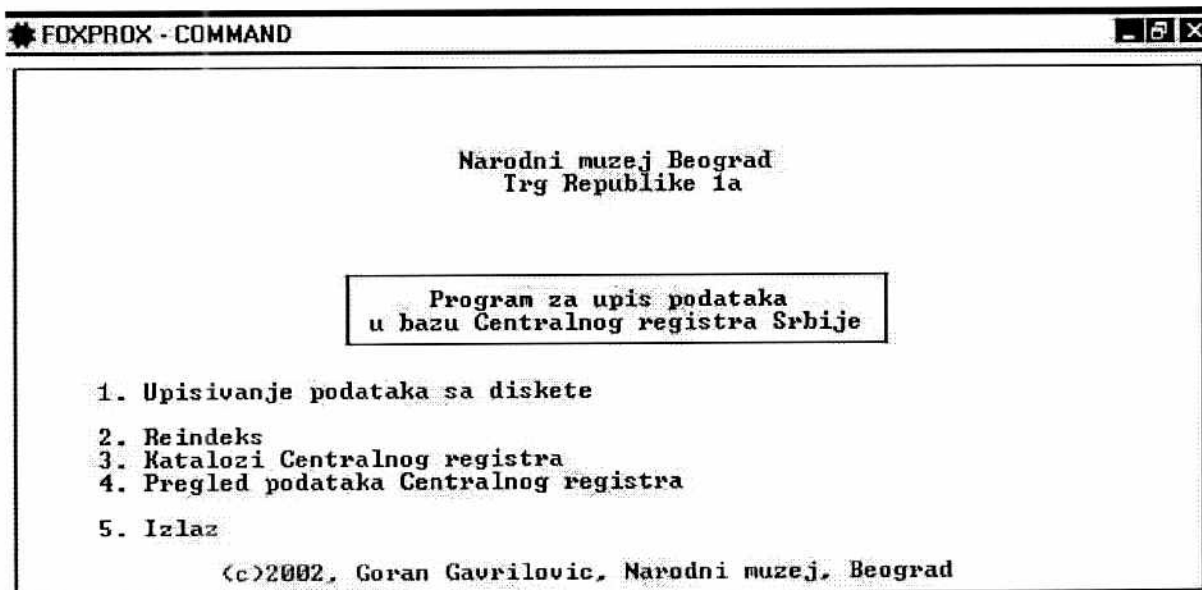 FOXPROX - COMMAND
Narodni muzej Beograd
Trg Republike 1a
Program za upis podataka
u bazu Centralnog registra Srbije
1. Upisivanje podataka sa diskete
2. Reindeks
3. Katalozi Centralnog registra
4. Pregled podataka Centralnog registra
5. Izlaz
(c)2002, Goran Gavrilovic, Narodni muzej, Beograd